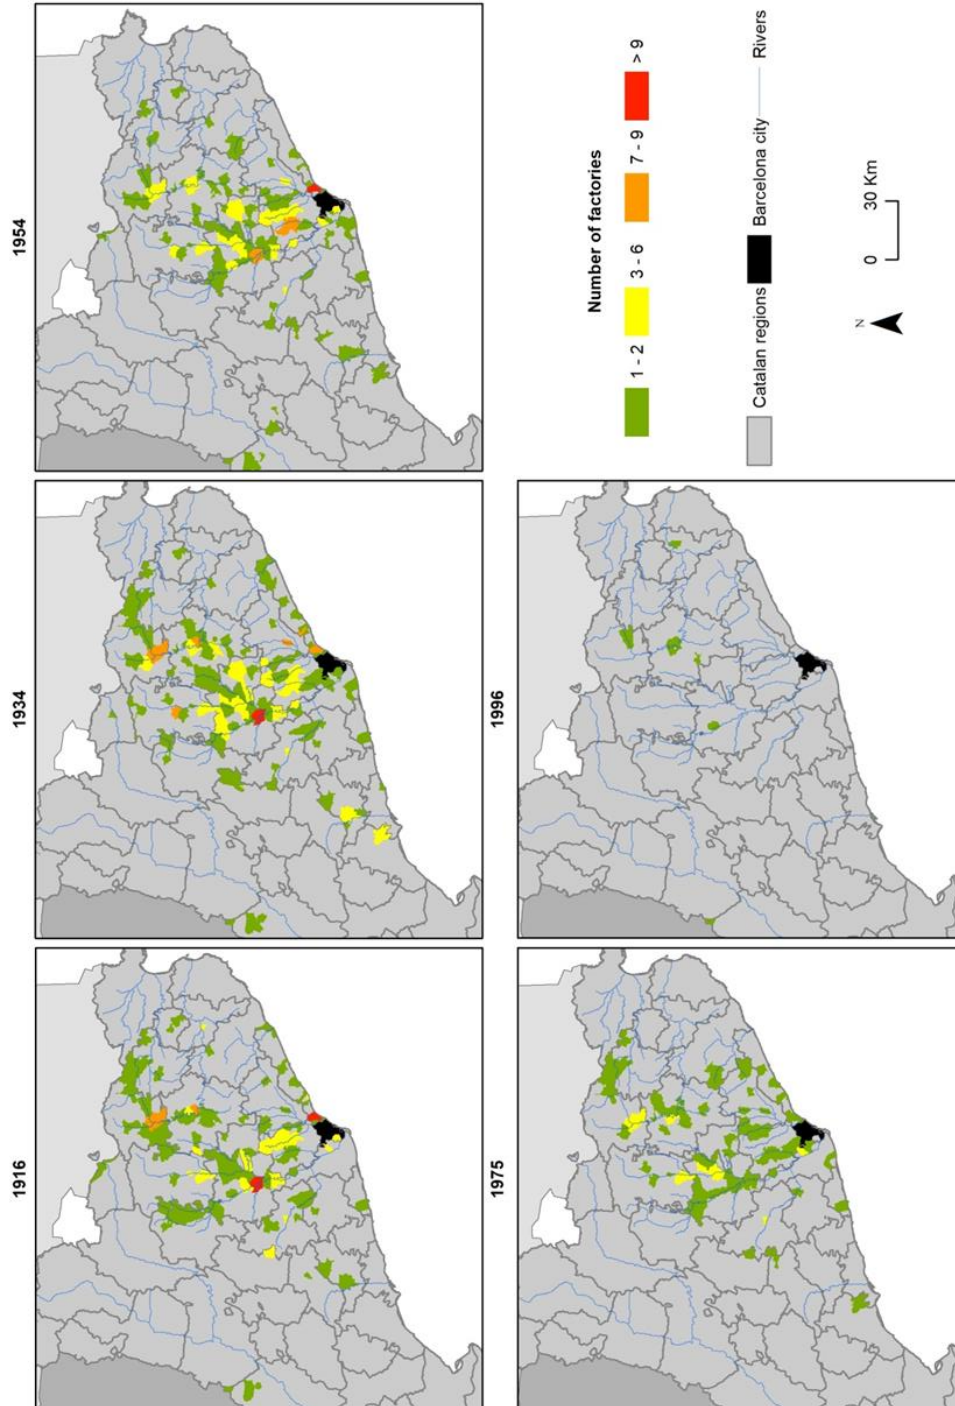 1916
1934
1954
1975
1996
Number of factories
1 - 2
3 - 6
7 - 9
> 9
Catalan regions
Barcelona city
Rivers
N
0
30 Km